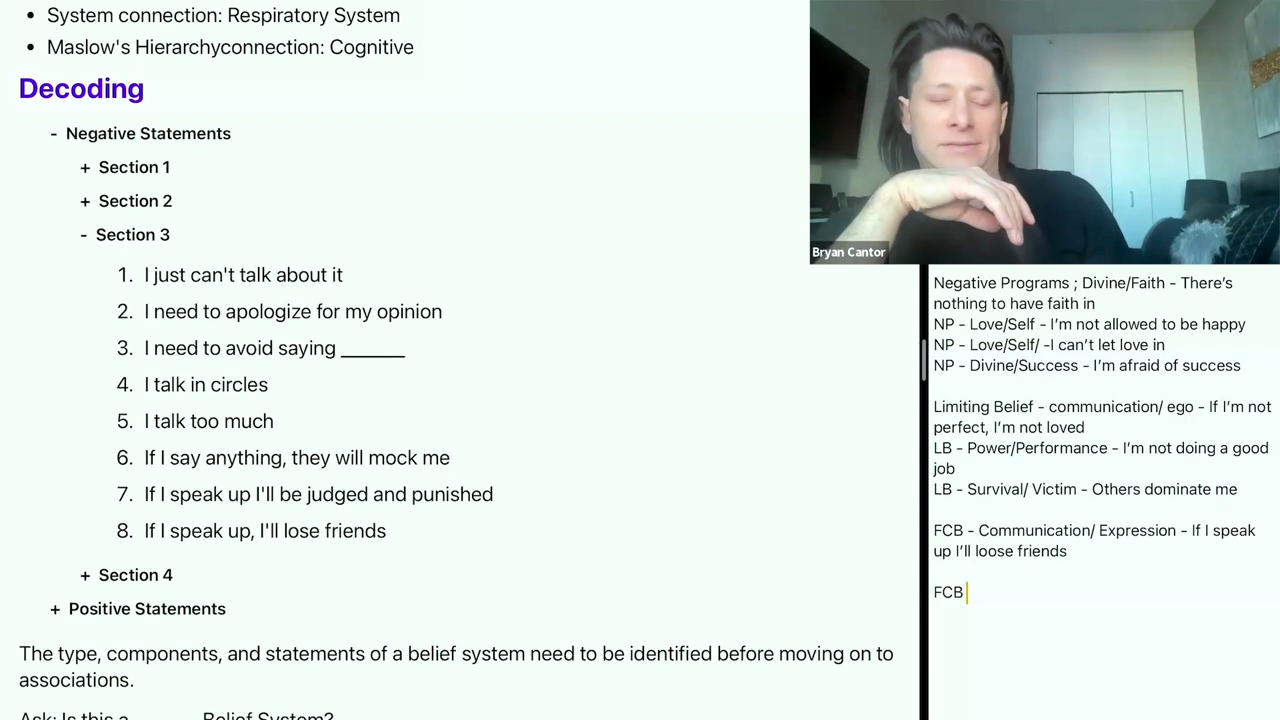 • System connection: Respiratory System
• Maslow's Hierarchyconnection: Cognitive
Decoding
- Negative Statements
+ Section 1
+ Section 2
- Section 3
1. I just can't talk about it
2. I need to apologize for my opinion
3. I need to avoid saying ______
4. I talk in circles
5. I talk too much
6. If I say anything, they will mock me
7. If I speak up I'll be judged and punished
8. If I speak up, I'll lose friends
+ Section 4
+ Positive Statements
The type, components, and statements of a belief system need to be identified before moving on to
associations.
Ask: Is this a ______ Belief System?
Bryan Cantor
Negative Programs ; Divine/Faith - There's
nothing to have faith in
NP - Love/Self - I'm not allowed to be happy
NP - Love/Self/ -I can't let love in
NP - Divine/Success - I'm afraid of success
Limiting Belief - communication/ ego - If I'm not
perfect, I'm not loved
LB - Power/Performance - I'm not doing a good
job
LB - Survival/ Victim - Others dominate me
FCB - Communication/ Expression - If I speak
up I'll loose friends
FCB